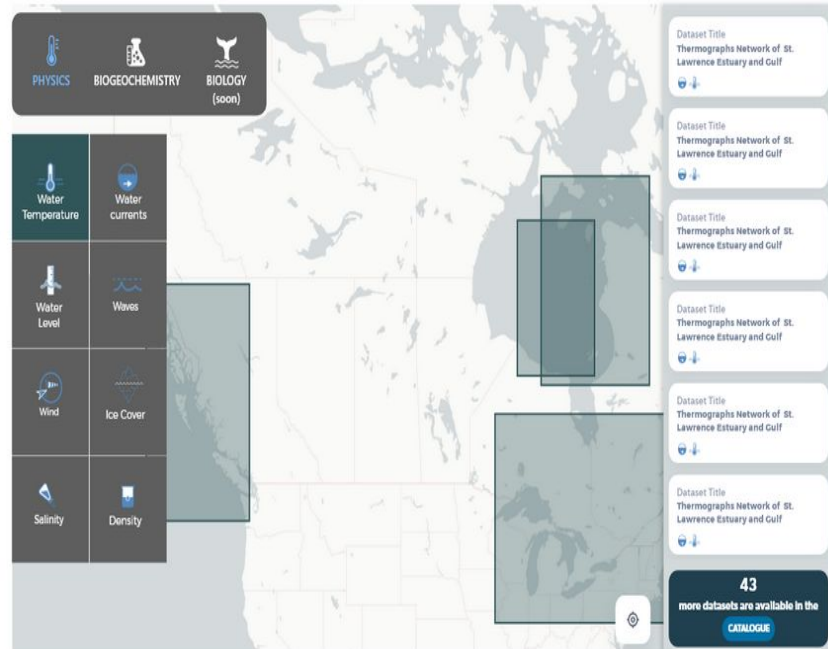 PHYSICS
BIOGEOCHEMISTRY
BIOLOGY
(soon)
Water
Temperature
Water
currents
Water
Level
Waves
Wind
Ice Cover
Salinity
Density
Dataset Title
Thermographs Network of St.
Lawrence Estuary and Gulf
Dataset Title
Thermographs Network of St.
Lawrence Estuary and Gulf
Dataset Title
Thermographs Network of St.
Lawrence Estuary and Gulf
Dataset Title
Thermographs Network of St.
Lawrence Estuary and Gulf
Dataset Title
Thermographs Network of St.
Lawrence Estuary and Gulf
Dataset Title
Thermographs Network of St.
Lawrence Estuary and Gulf
43
more datasets are available in the
CATALOGUE